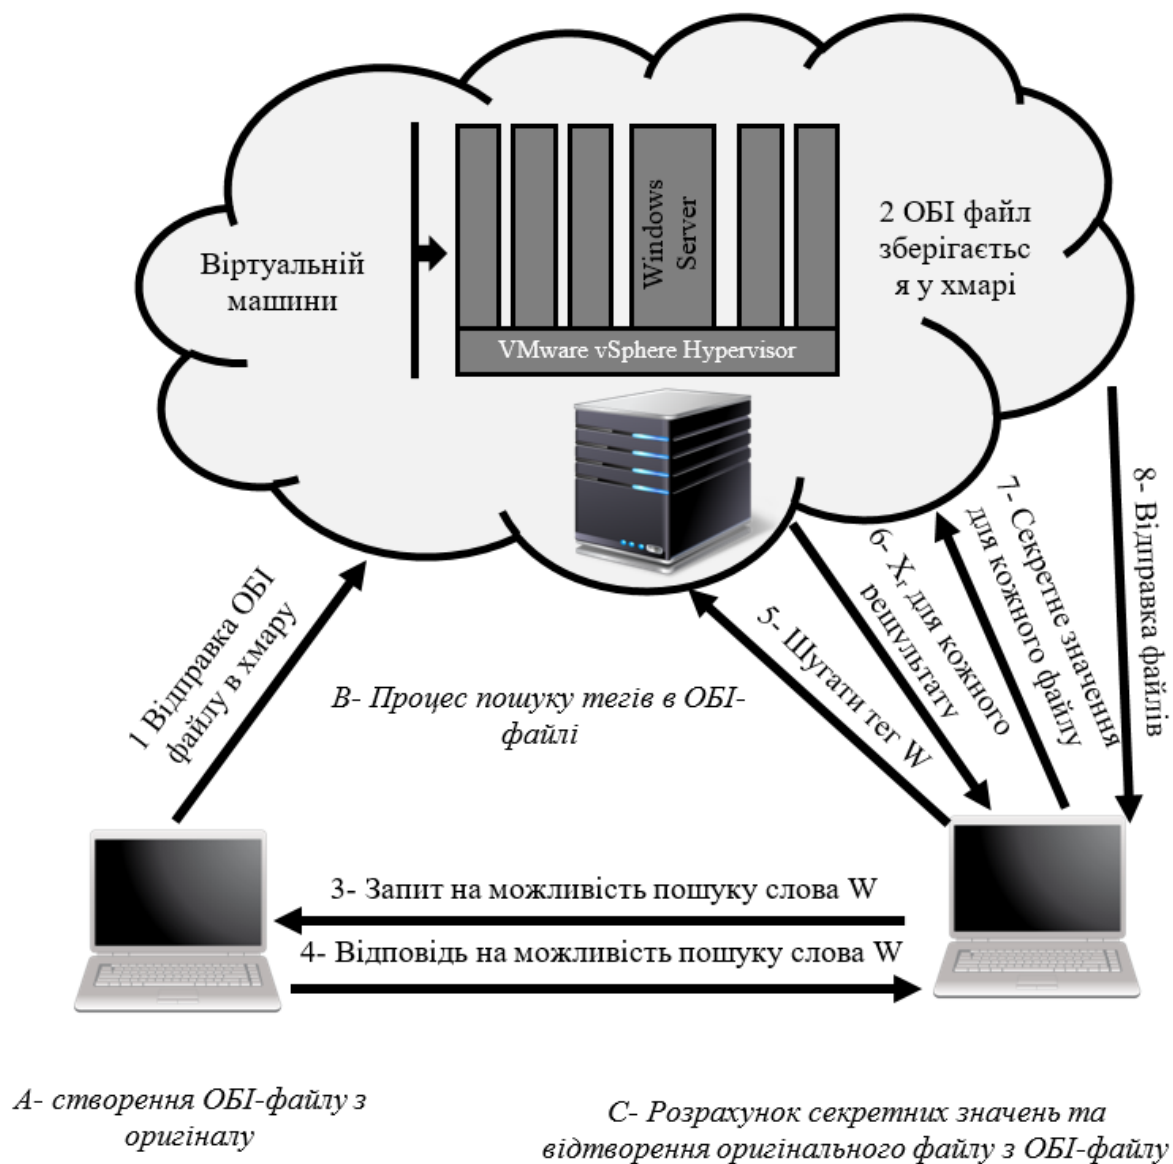 Віртуальній
машини
Windows
Server
VMware vSphere Hypervisor
2 ОБІ файл
зберігаєтьс
я у хмарі
1 Відправка ОБІ
файлу в хмару
В- Процес пошуку тегів в ОБІ-
файлі
5- Шугати тег W
6- Xr для кожного
решультату
7- Секретне значення
для кожного файлу
8- Відправка файлів
3- Запит на можливість пошуку слова W
4- Відповідь на можливість пошуку слова W
А- створення ОБІ-файлу з
оригіналу
С- Розрахунок секретних значень та
відтворення оригінального файлу з ОБІ-файлу